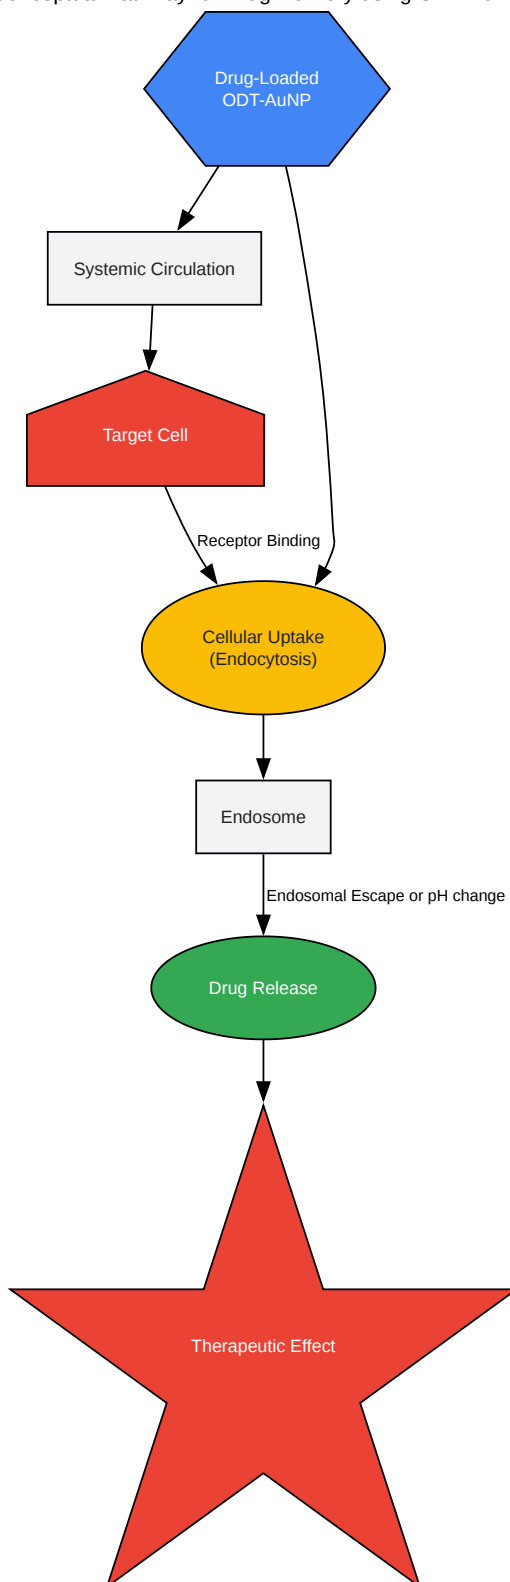 Drug-Loaded
ODT-AuNP
Systemic Circulation
Target Cell
Receptor Binding
Cellular Uptake
(Endocytosis)
Endosome
Endosomal Escape or pH change
Drug Release
Therapeutic Effect